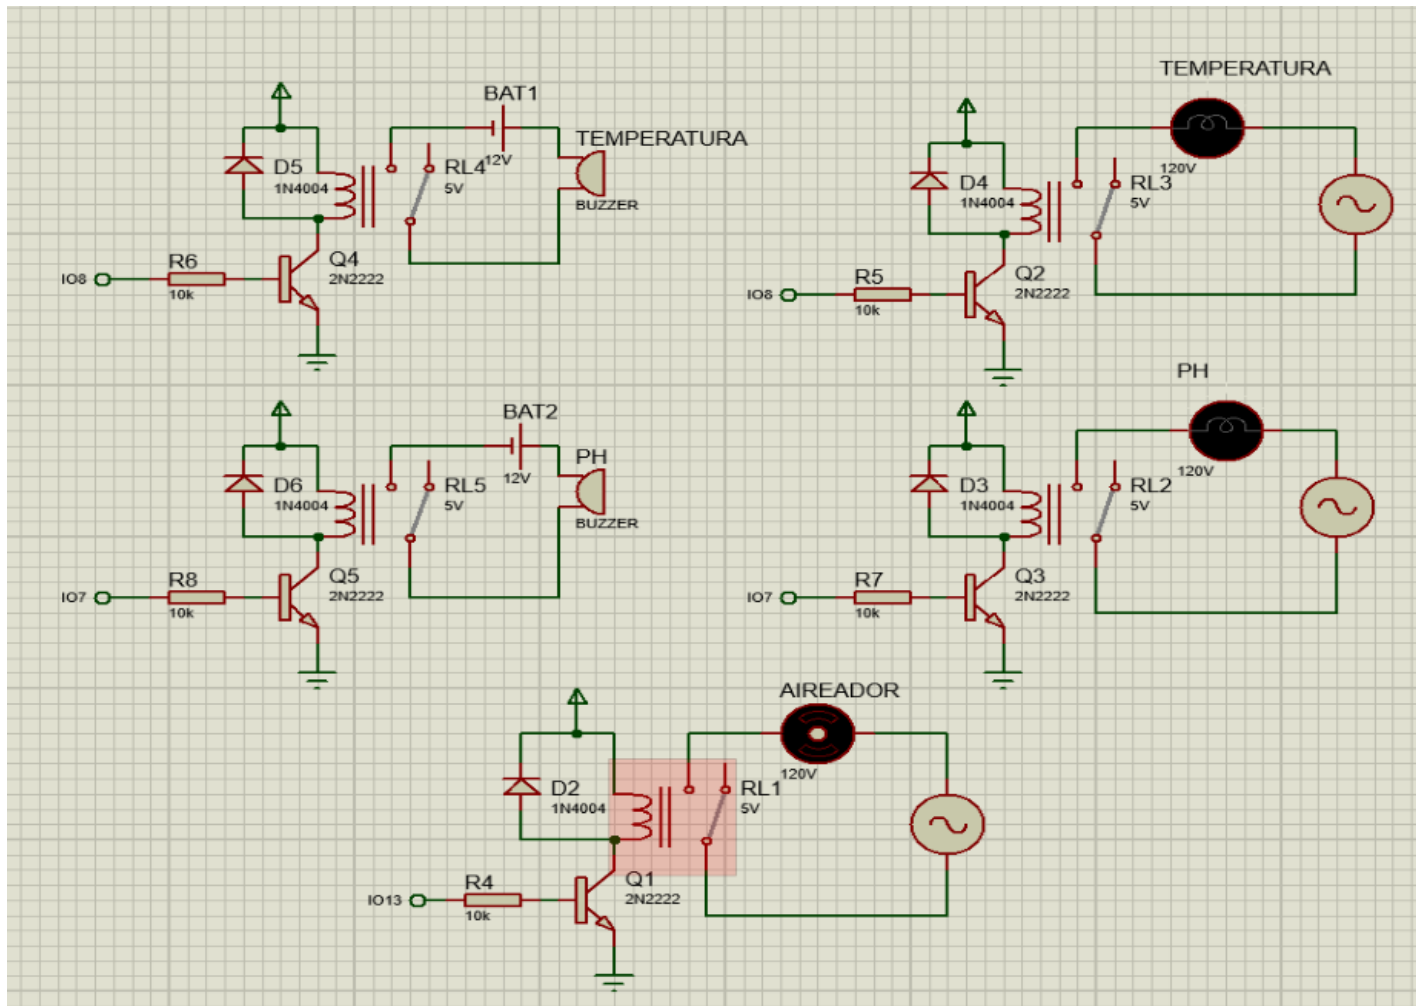 BAT1
12V
TEMPERATURA
BUZZER
D5
1N4004
RL4
5V
Q4
2N2222
IO8
R6
10k
TEMPERATURA
120V
D4
1N4004
RL3
5V
Q2
2N2222
IO8
R5
10k
BAT2
12V
PH
BUZZER
D6
1N4004
RL5
5V
Q5
2N2222
IO7
R8
10k
PH
120V
D3
1N4004
RL2
5V
Q3
2N2222
IO7
R7
10k
AIREADOR
120V
D2
1N4004
RL1
5V
Q1
2N2222
IO13
R4
10k